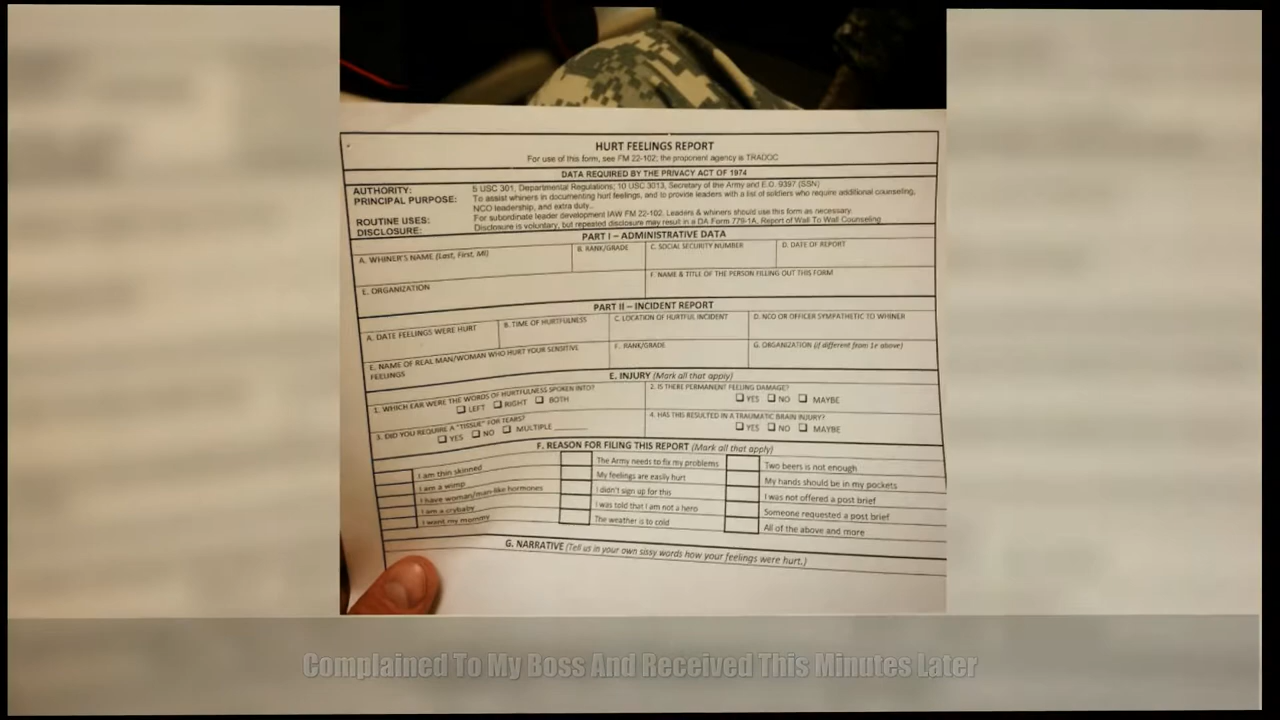 HURT FEELINGS REPORT
For use of this form, see FM 22-102; the proponent agency is TRADOC
DATA REQUIRED BY THE PRIVACY ACT OF 1974
AUTHORITY: 5 USC 301, Departmental Regulations; 10 USC 3013, Secretary of the Army and E.O. 9397 (SSN)
PRINCIPAL PURPOSE: To assist whiners in documenting hurt feelings, and to provide leaders with a list of soldiers who require additional counseling,
NCO leadership, and extra duty..
ROUTINE USES: For subordinate leader development IAW FM 22-102. Leaders & whiners should use this form as necessary.
DISCLOSURE: Disclosure is voluntary, but repeated disclosure may result in a DA Form 779-1A, Report of Wall To Wall Counseling
PART I – ADMINISTRATIVE DATA
A. WHINER'S NAME (Last, First, MI) B. RANK/GRADE C. SOCIAL SECURITY NUMBER D. DATE OF REPORT
E. ORGANIZATION F. NAME & TITLE OF THE PERSON FILLING OUT THIS FORM
PART II – INCIDENT REPORT
A. DATE FEELINGS WERE HURT B. TIME OF HURTFULNESS C. LOCATION OF HURTFUL INCIDENT D. NCO OR OFFICER SYMPATHETIC TO WHINER
E. NAME OF REAL MAN/WOMAN WHO HURT YOUR SENSITIVE F. RANK/GRADE G. ORGANIZATION (if different from 1e above)
FEELINGS
E. INJURY (Mark all that apply)
1. WHICH EAR WERE THE WORDS OF HURTFULNESS SPOKEN INTO? 2. IS THERE PERMANENT FEELING DAMAGE?
LEFT RIGHT BOTH YES NO MAYBE
3. DID YOU REQUIRE A "TISSUE" FOR TEARS? 4. HAS THIS RESULTED IN A TRAUMATIC BRAIN INJURY?
YES NO MULTIPLE ______ YES NO MAYBE
F. REASON FOR FILING THIS REPORT (Mark all that apply)
I am thin skinned The Army needs to fix my problems Two beers is not enough
I am a wimp My feelings are easily hurt My hands should be in my pockets
I have woman/man-like hormones I didn't sign up for this I was not offered a post brief
I am a crybaby I was told that I am not a hero Someone requested a post brief
I want my mommy The weather is to cold All of the above and more
G. NARRATIVE (Tell us in your own sissy words how your feelings were hurt.)
Complained To My Boss And Received This Minutes Later